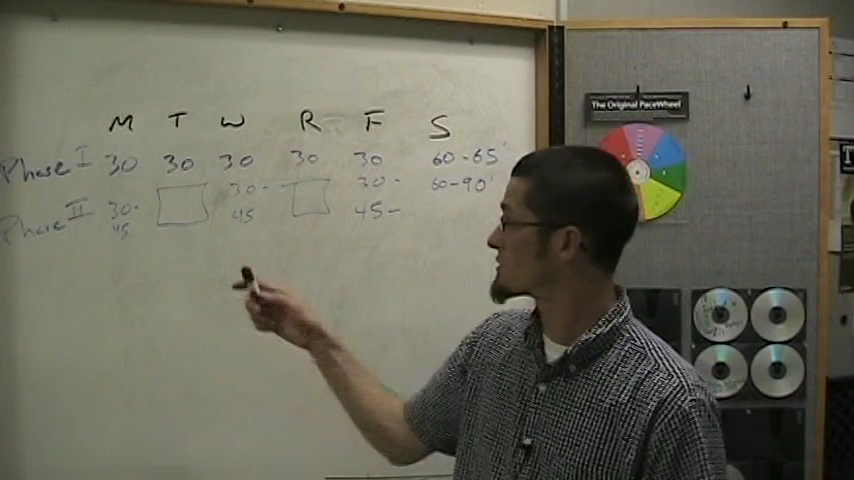 The Original PaceWheel
M T W R F S
Phase I 30 30 30 30 30 60-65'
30- 30- 60-90'
Phase II 30- 45-
45 45